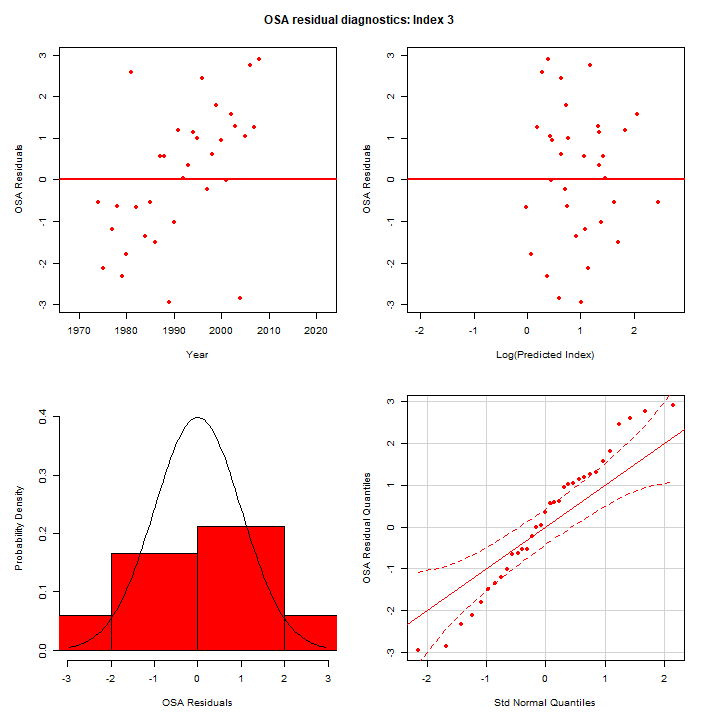 OSA residual diagnostics: Index 3
OSA Residuals
3
2
1
0
-1
-2
-3
1970 1980 1990 2000 2010 2020
Year
OSA Residuals
3
2
1
0
-1
-2
-3
-2 -1 0 1 2
Log(Predicted Index)
Probability Density
0.4
0.3
0.2
0.1
0.0
-3 -2 -1 0 1 2 3
OSA Residuals
OSA Residual Quantiles
3
2
1
0
-1
-2
-3
-2 -1 0 1 2
Std Normal Quantiles